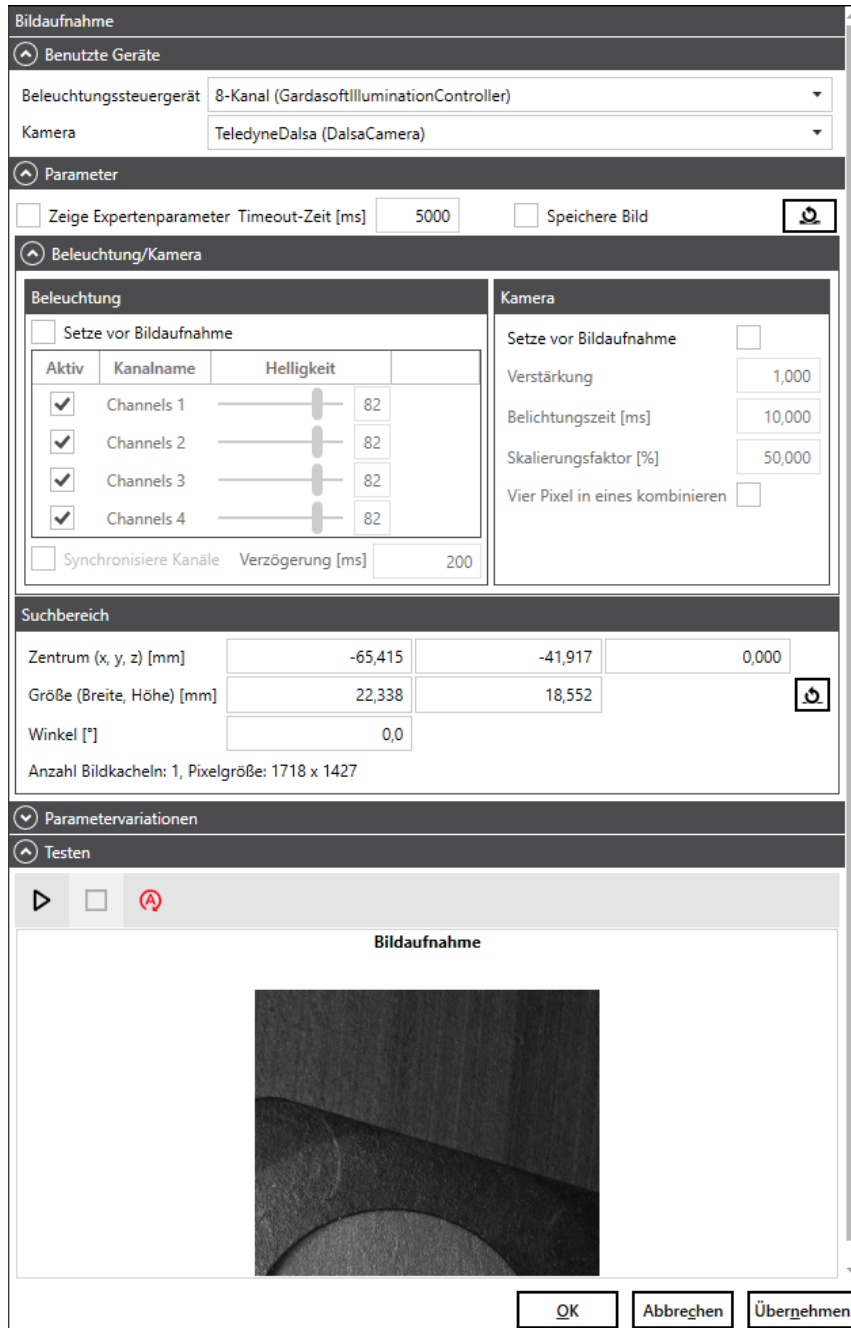 Bildaufnahme
Benutzte Geräte
Beleuchtungssteuergerät 8-Kanal (GardasoftIlluminationController)
Kamera TeledyneDalsa (DalsaCamera)
Parameter
Zeige Expertenparameter Timeout-Zeit [ms] 5000 Speichere Bild
Beleuchtung/Kamera
Beleuchtung
Setze vor Bildaufnahme
Aktiv Kanalname Helligkeit
Channels 1 82
Channels 2 82
Channels 3 82
Channels 4 82
Synchronisiere Kanäle Verzögerung [ms] 200
Kamera
Setze vor Bildaufnahme
Verstärkung 1,000
Belichtungszeit [ms] 10,000
Skalierungsfaktor [%] 50,000
Vier Pixel in eines kombinieren
Suchbereich
Zentrum (x, y, z) [mm] -65,415 -41,917 0,000
Größe (Breite, Höhe) [mm] 22,338 18,552
Winkel [°] 0,0
Anzahl Bildkacheln: 1, Pixelgröße: 1718 x 1427
Parametervariationen
Testen
A
Bildaufnahme
OK Abbrechen Übernehmen